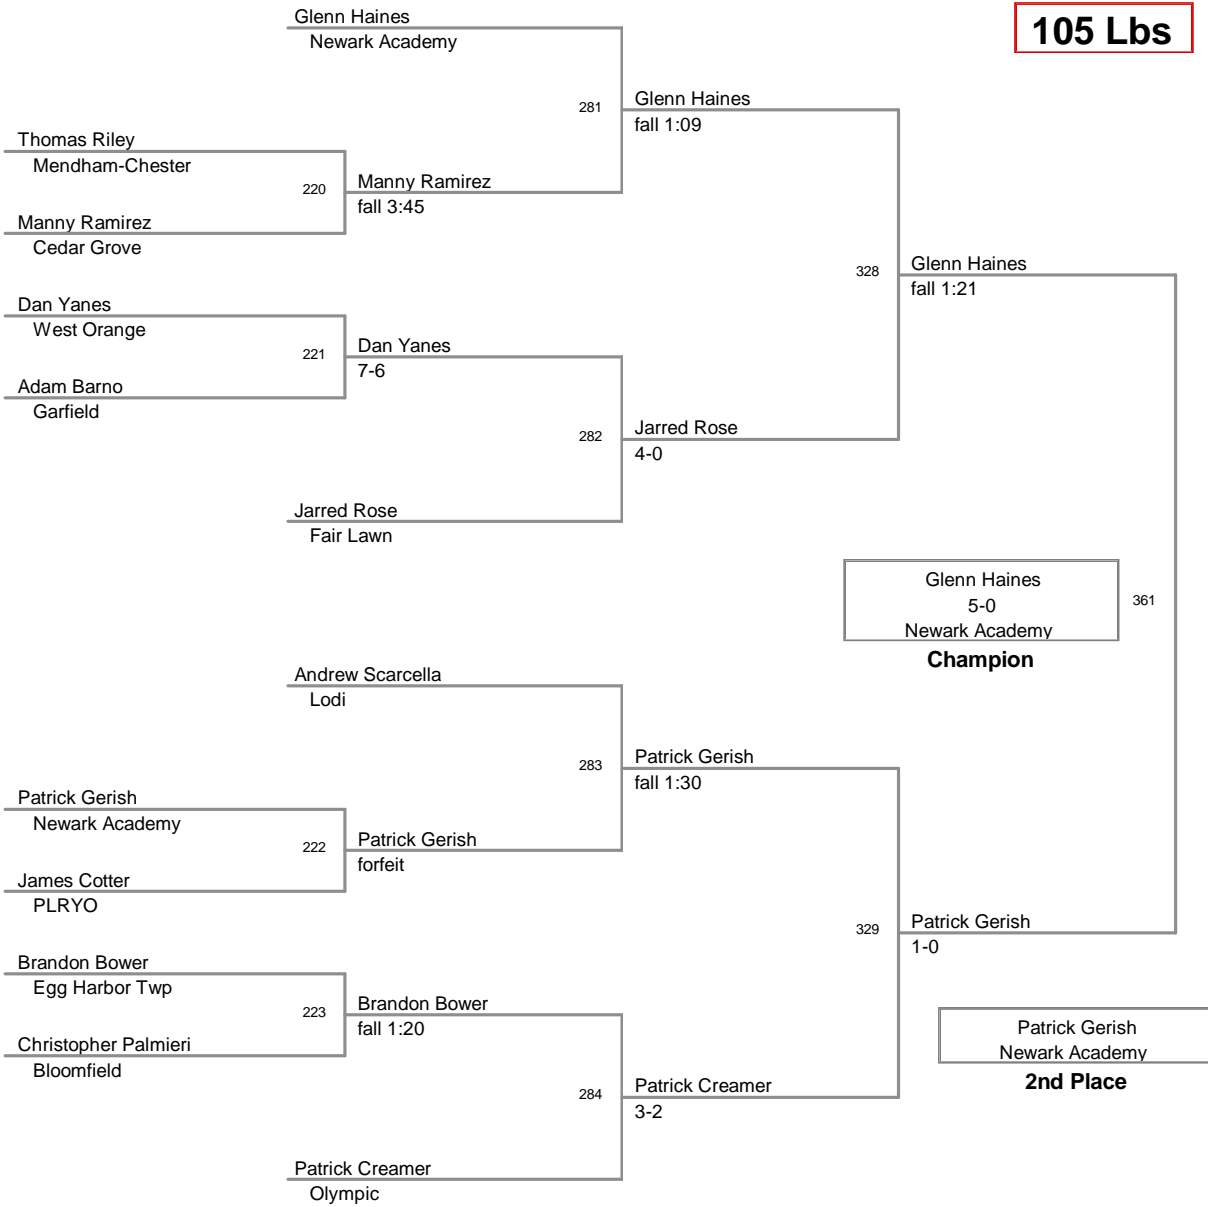 Glenn Haines
Newark Academy
105 Lbs
281
Glenn Haines
fall 1:09
Thomas Riley
Mendham-Chester
220
Manny Ramirez
fall 3:45
Manny Ramirez
Cedar Grove
328
Glenn Haines
fall 1:21
Dan Yanes
West Orange
221
Dan Yanes
7-6
Adam Barno
Garfield
282
Jarred Rose
4-0
Jarred Rose
Fair Lawn
Glenn Haines
5-0
Newark Academy
Champion
361
Andrew Scarcella
Lodi
283
Patrick Gerish
fall 1:30
Patrick Gerish
Newark Academy
222
Patrick Gerish
forfeit
James Cotter
PLRYO
329
Patrick Gerish
1-0
Brandon Bower
Egg Harbor Twp
223
Brandon Bower
fall 1:20
Christopher Palmieri
Bloomfield
Patrick Gerish
Newark Academy
2nd Place
284
Patrick Creamer
3-2
Patrick Creamer
Olympic